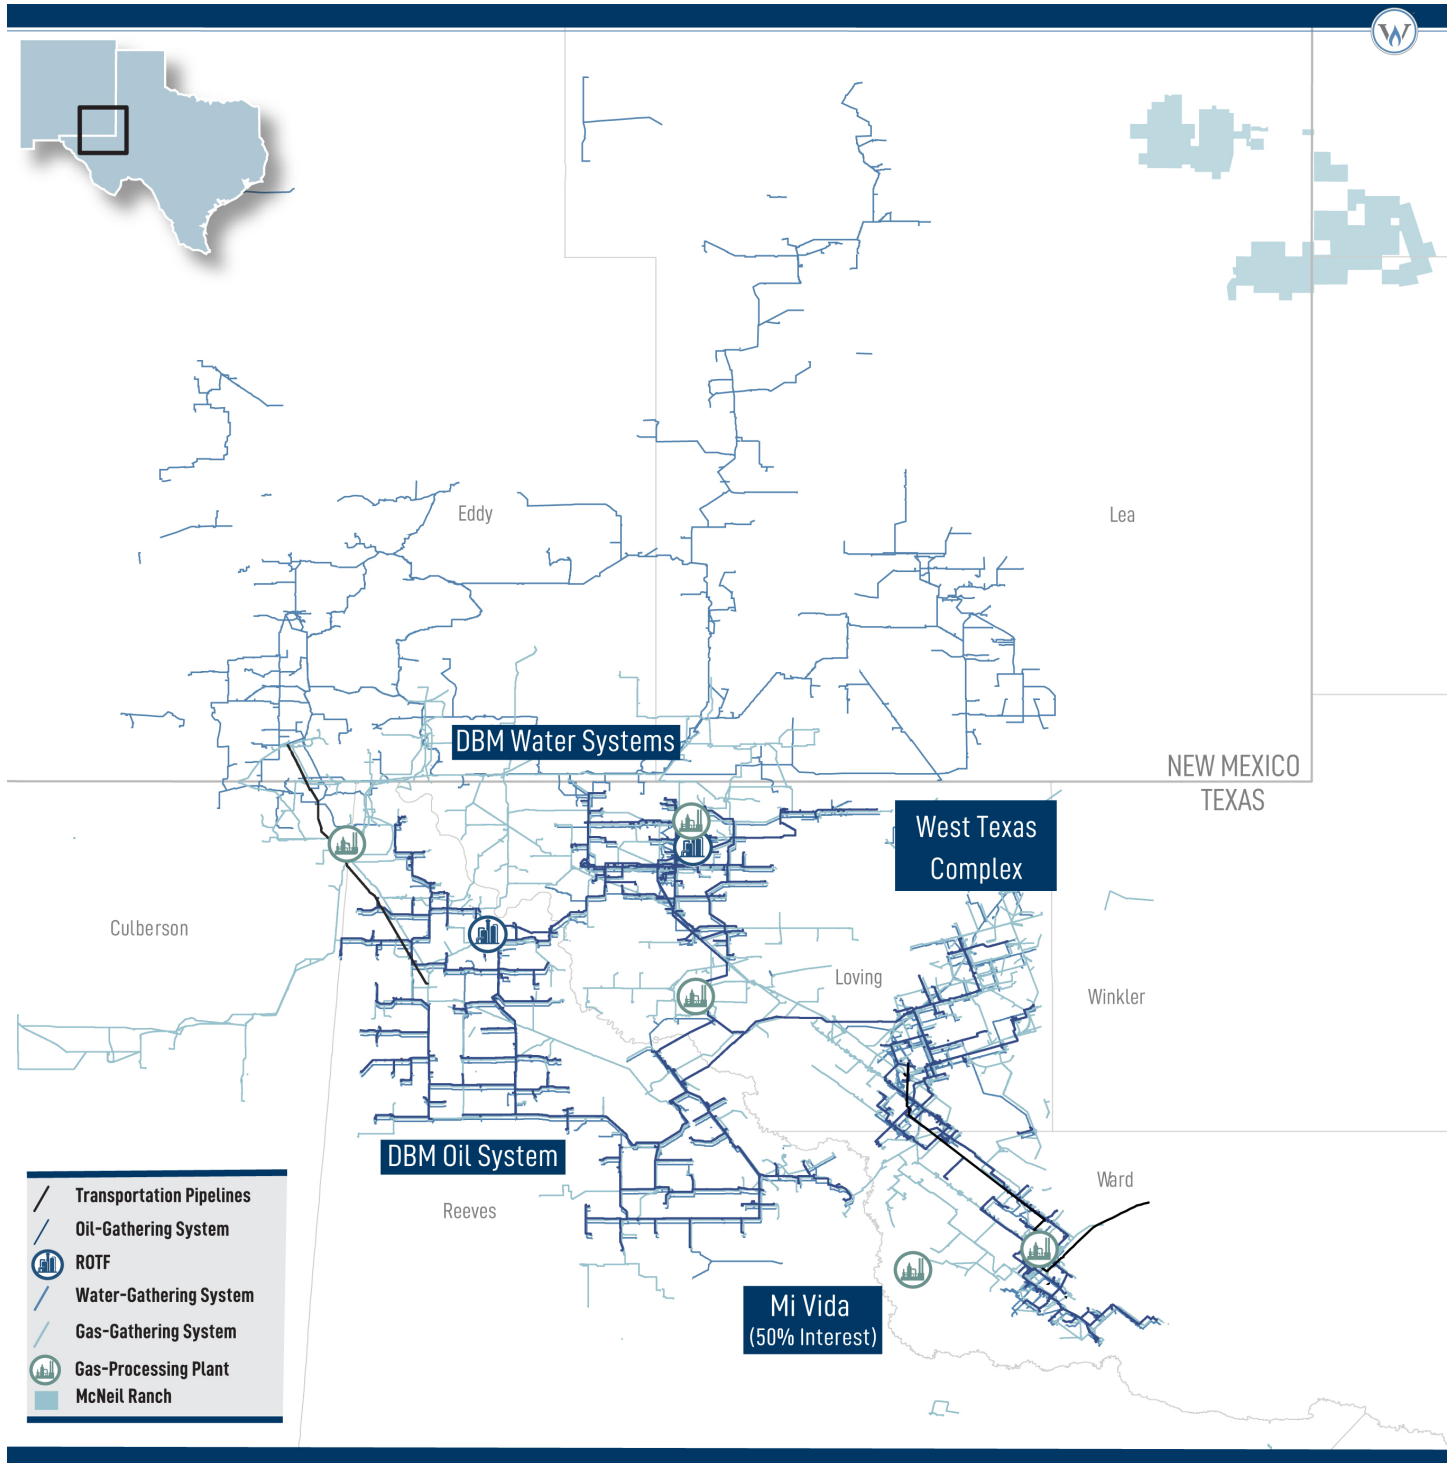 W
Eddy
Lea
DBM Water Systems
NEW MEXICO
TEXAS
West Texas
Complex
Culberson
Loving
Winkler
DBM Oil System
Reeves
Ward
Mi Vida
(50% Interest)
Transportation Pipelines
Oil-Gathering System
ROTF
Water-Gathering System
Gas-Gathering System
Gas-Processing Plant
McNeil Ranch